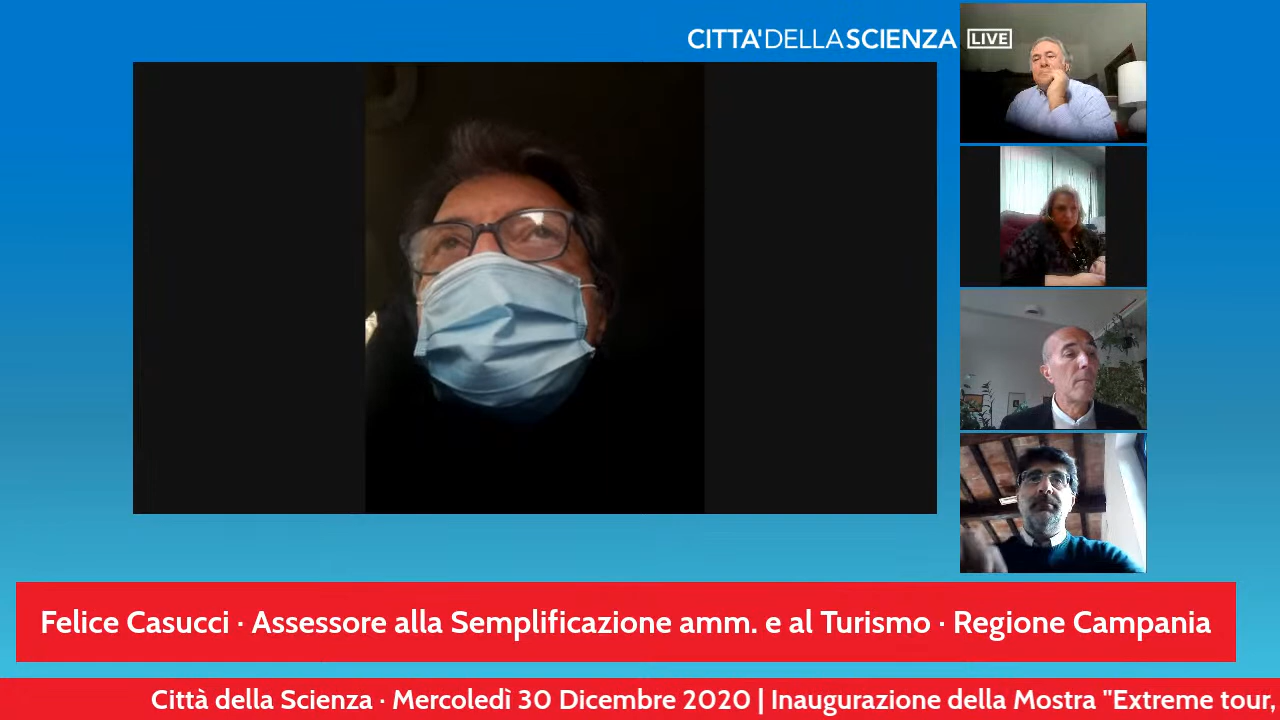 CITTA'DELLASCIENZA LIVE
Felice Casucci · Assessore alla Semplificazione amm. e al Turismo · Regione Campania
Città della Scienza · Mercoledì 30 Dicembre 2020 | Inaugurazione della Mostra "Extreme tour,